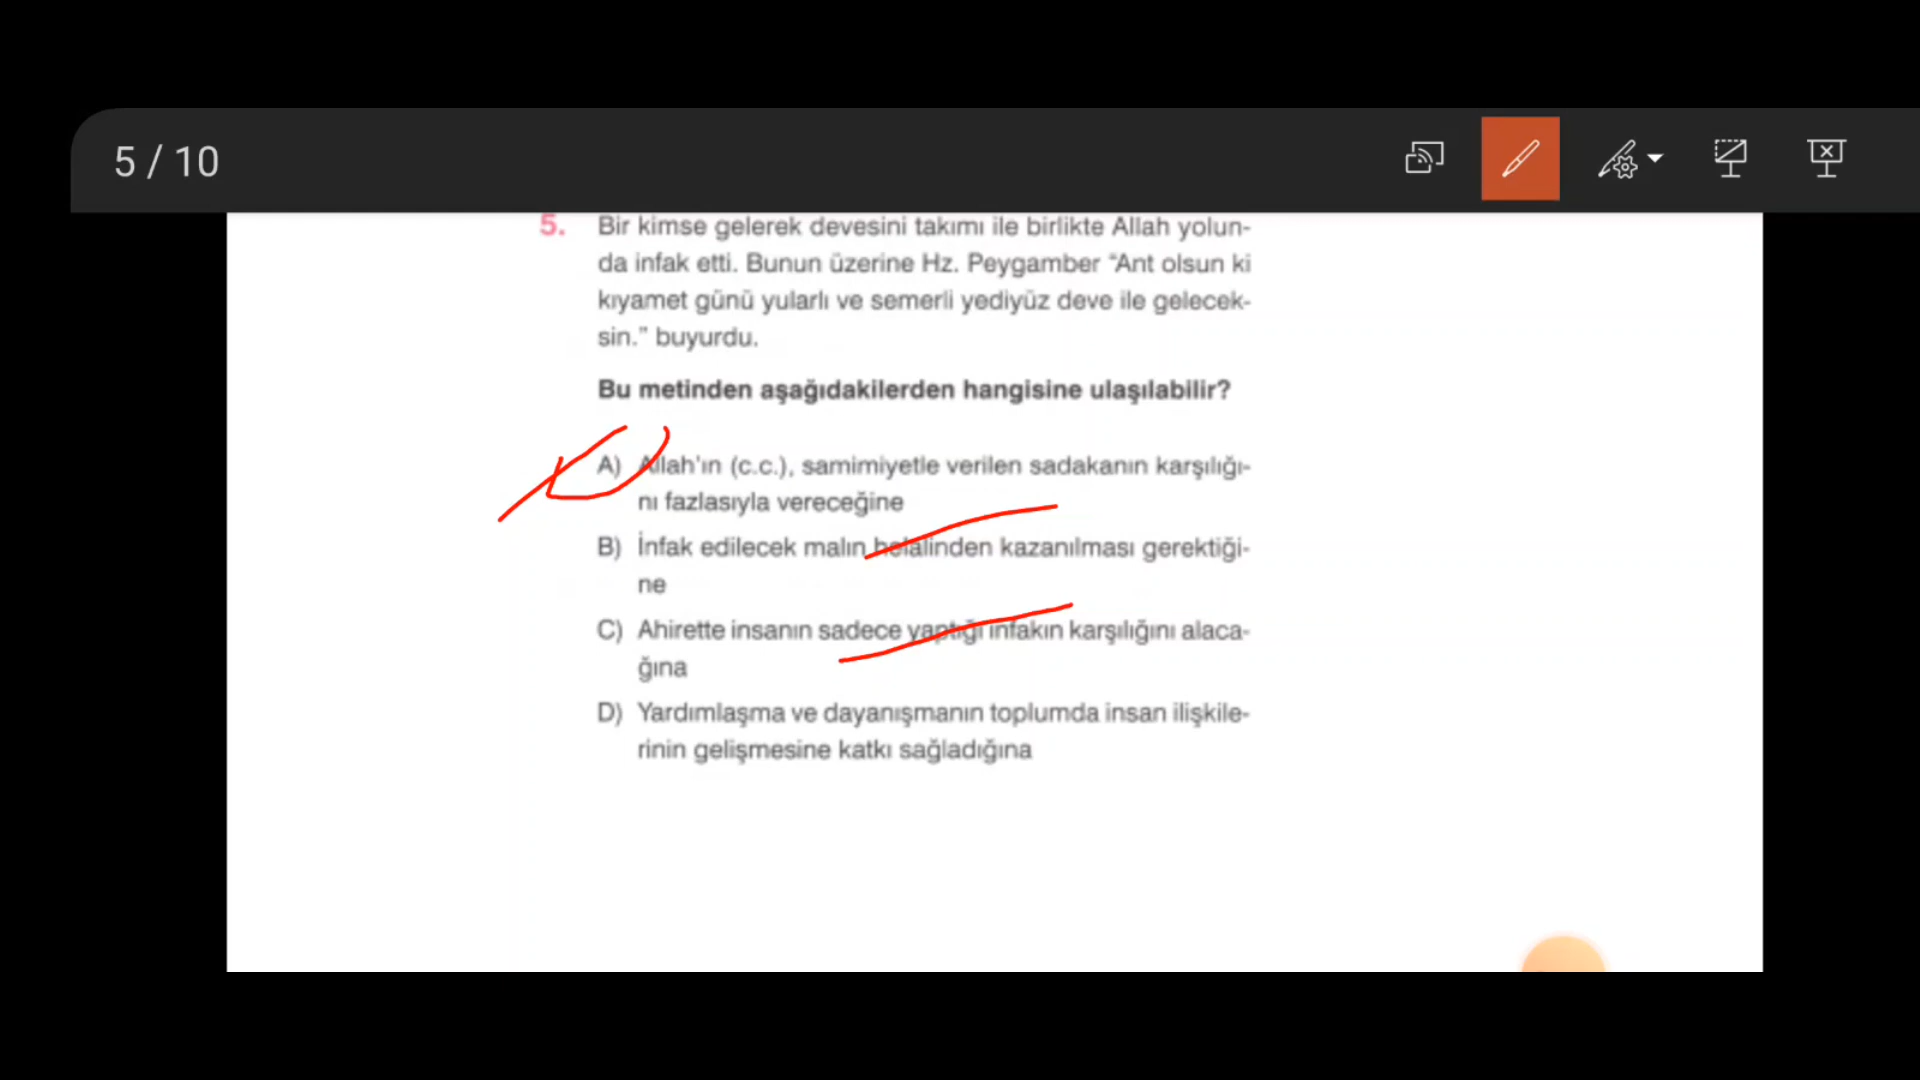 5 / 10
5. Bir kimse gelerek devesini takımı ile birlikte Allah yolun-
da infak etti. Bunun üzerine Hz. Peygamber “Ant olsun ki
kıyamet günü yularlı ve semerli yediyüz deve ile gelecek-
sin.” buyurdu.
Bu metinden aşağıdakilerden hangisine ulaşılabilir?
A) Allah’ın (c.c.), samimiyetle verilen sadakanın karşılığı-
nı fazlasıyla vereceğine
B) İnfak edilecek malın helalinden kazanılması gerektiği-
ne
C) Ahirette insanın sadece yaptığı infakın karşılığını alaca-
ğına
D) Yardımlaşma ve dayanışmanın toplumda insan ilişkile-
rinin gelişmesine katkı sağladığına